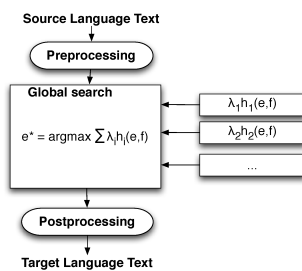 Source Language Text
Preprocessing
Global search
e* = argmax ∑λᵢhᵢ(e,f)
λ₁h₁(e,f)
λ₂h₂(e,f)
...
Postprocessing
Target Language Text